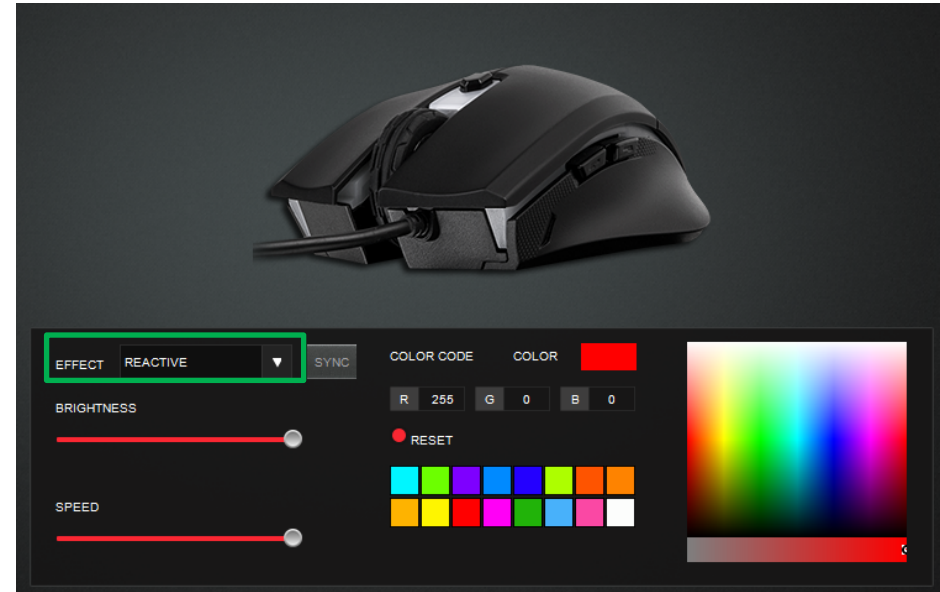 EFFECT REACTIVE ▼ SYNC
BRIGHTNESS
SPEED
COLOR CODE COLOR
R 255 G 0 B 0
RESET